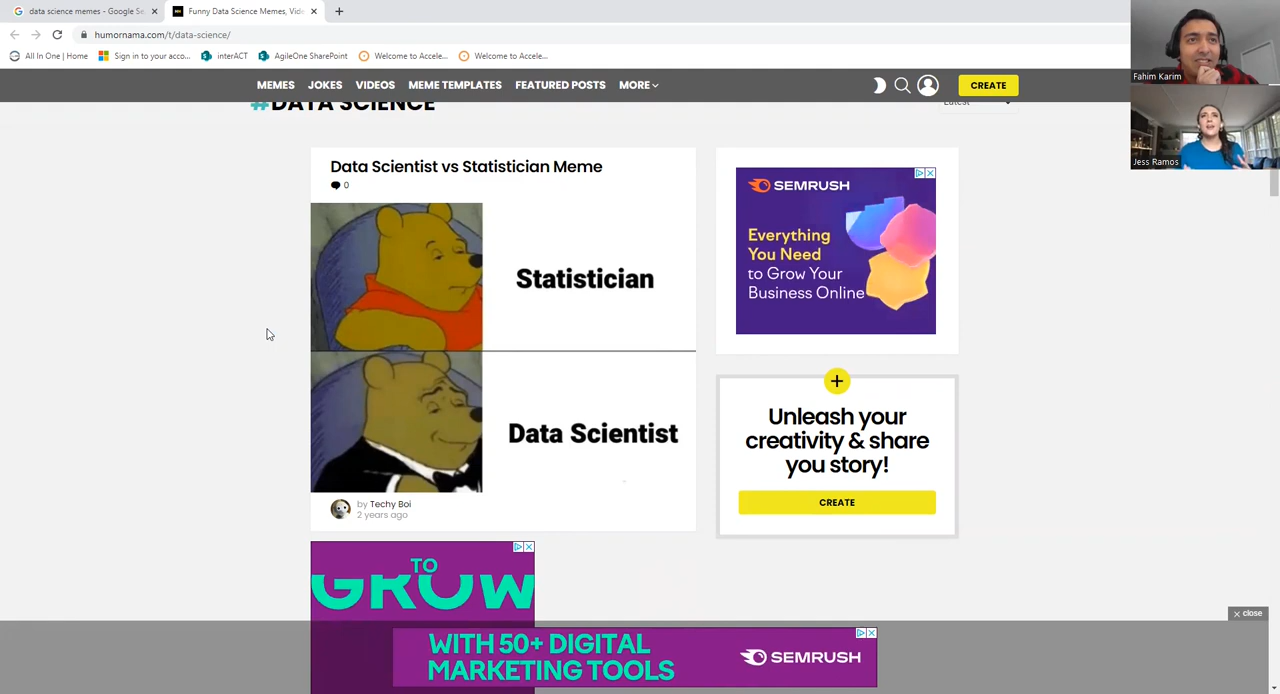 data science memes - Google Se
Funny Data Science Memes, Vide
humornama.com/t/data-science/
All In One | Home
Sign in to your acco...
interACT
AgileOne SharePoint
Welcome to Accele...
Welcome to Accele...
MEMES
JOKES
VIDEOS
MEME TEMPLATES
FEATURED POSTS
MORE
CREATE
Fahim Karim
Jess Ramos
#DATA SCIENCE
Latest
Data Scientist vs Statistician Meme
0
Statistician
Data Scientist
by Techy Boi
2 years ago
SEMRUSH
Everything
You Need
to Grow Your
Business Online
+
Unleash your
creativity & share
you story!
CREATE
TO
GROW
× close
WITH 50+ DIGITAL
MARKETING TOOLS
SEMRUSH